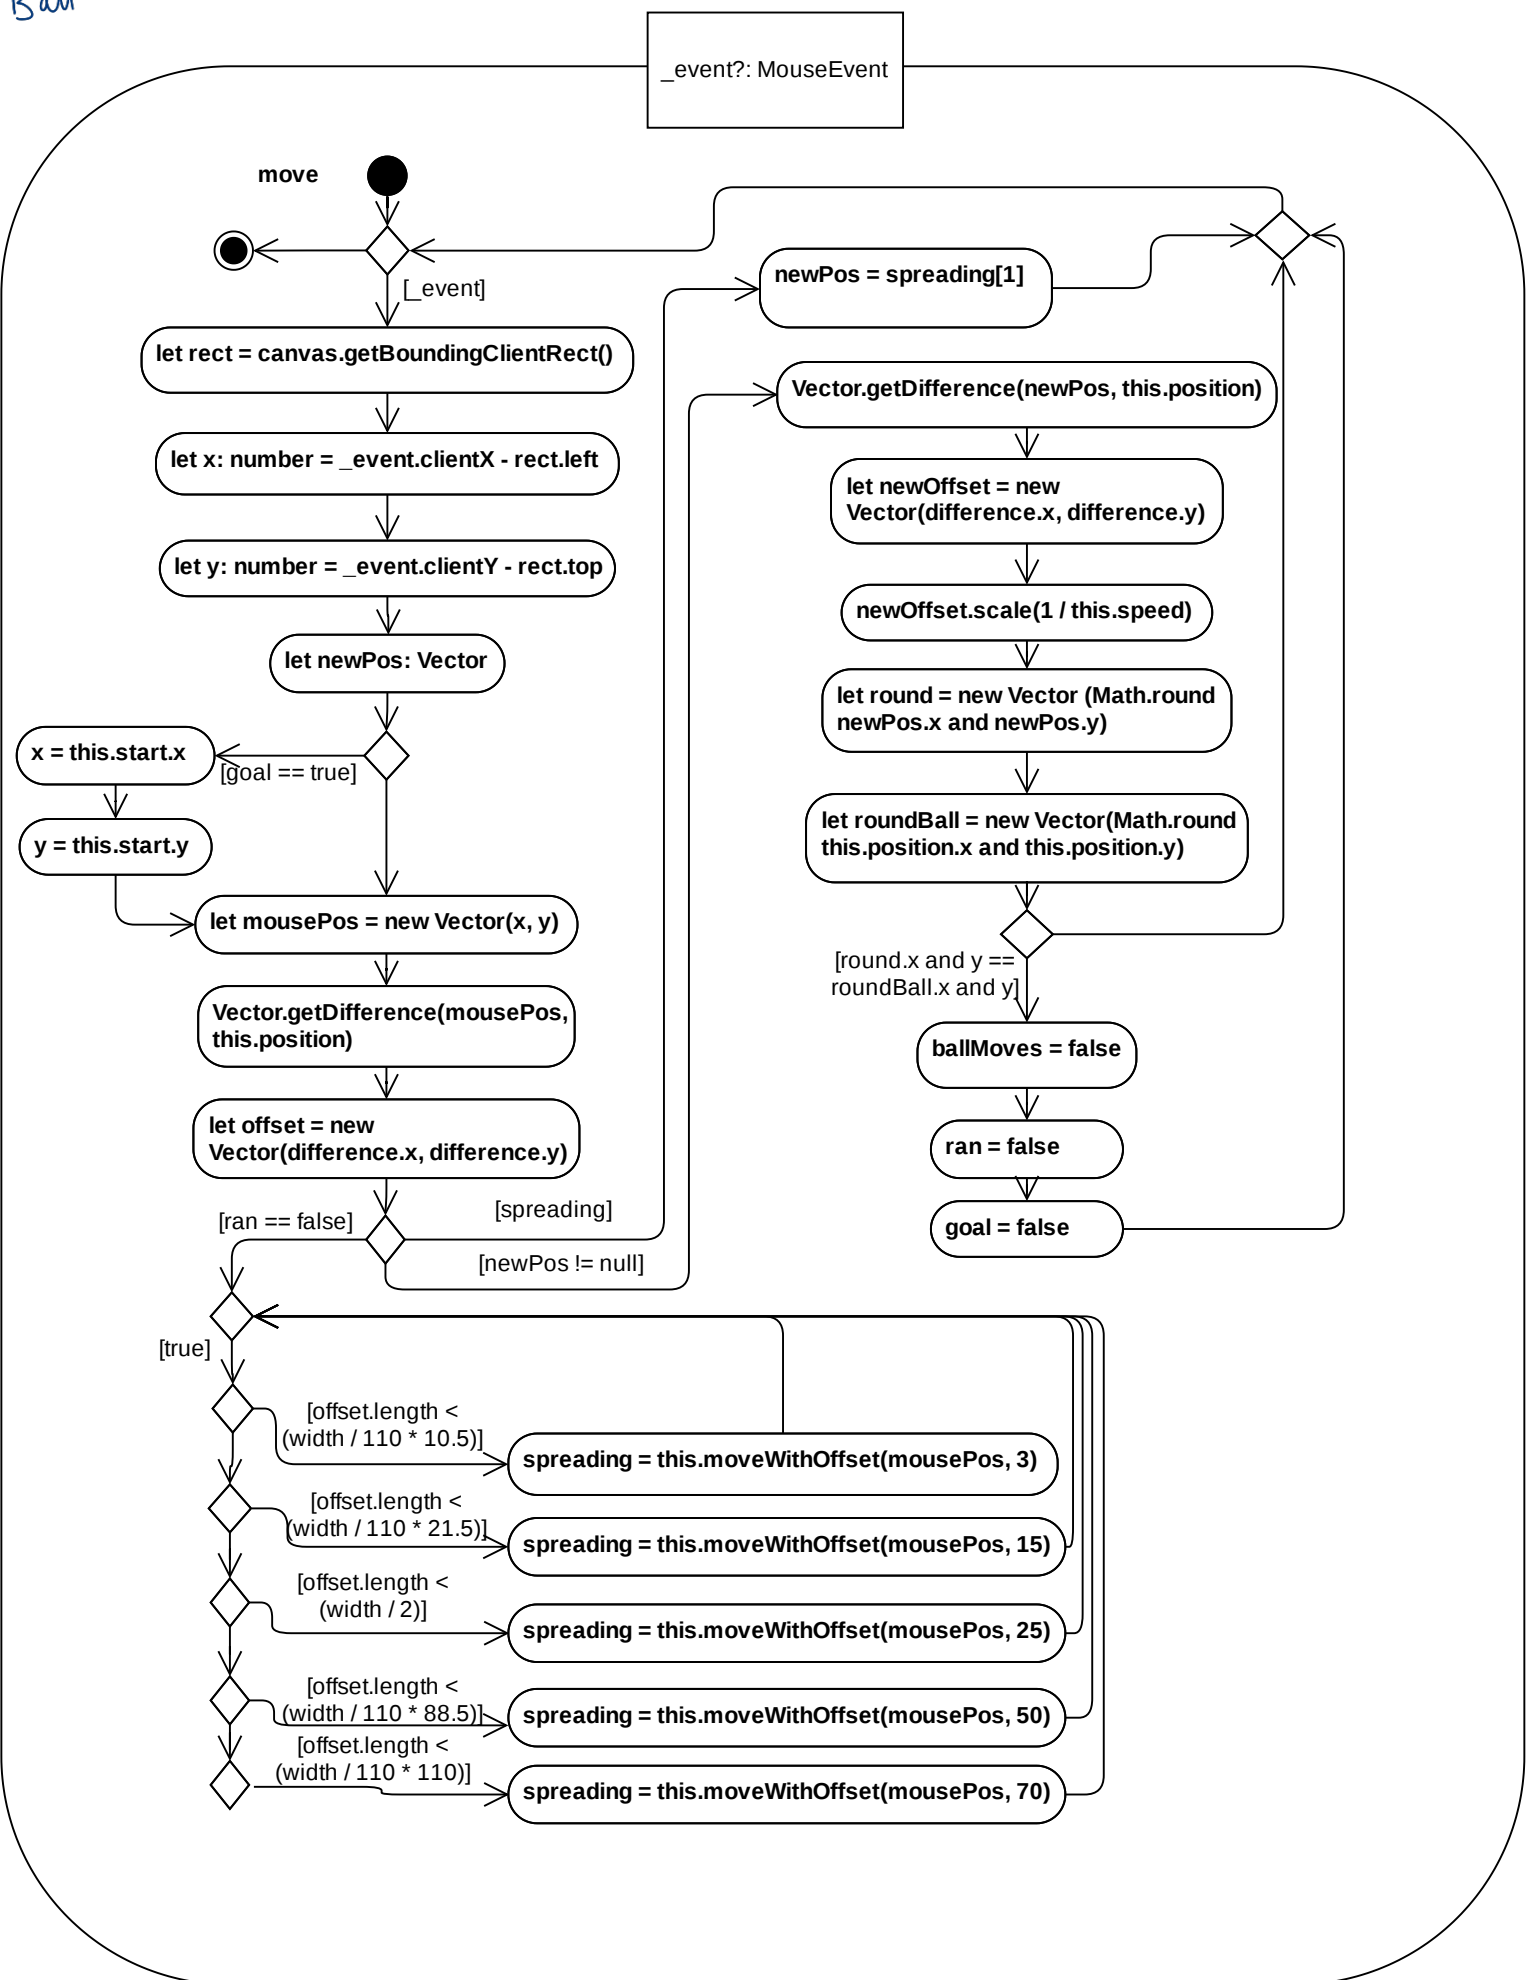 Ball
_event?: MouseEvent
move
[_event]
let rect = canvas.getBoundingClientRect()
let x: number = _event.clientX - rect.left
let y: number = _event.clientY - rect.top
let newPos: Vector
[goal == true]
x = this.start.x
y = this.start.y
let mousePos = new Vector(x, y)
Vector.getDifference(mousePos,
this.position)
let offset = new
Vector(difference.x, difference.y)
[ran == false]
[spreading]
[newPos != null]
newPos = spreading[1]
Vector.getDifference(newPos, this.position)
let newOffset = new
Vector(difference.x, difference.y)
newOffset.scale(1 / this.speed)
let round = new Vector (Math.round
newPos.x and newPos.y)
let roundBall = new Vector(Math.round
this.position.x and this.position.y)
[round.x and y ==
roundBall.x and y]
ballMoves = false
ran = false
goal = false
[true]
[offset.length <
(width / 110 * 10.5)]
spreading = this.moveWithOffset(mousePos, 3)
[offset.length <
(width / 110 * 21.5)]
spreading = this.moveWithOffset(mousePos, 15)
[offset.length <
(width / 2)]
spreading = this.moveWithOffset(mousePos, 25)
[offset.length <
(width / 110 * 88.5)]
spreading = this.moveWithOffset(mousePos, 50)
[offset.length <
(width / 110 * 110)]
spreading = this.moveWithOffset(mousePos, 70)